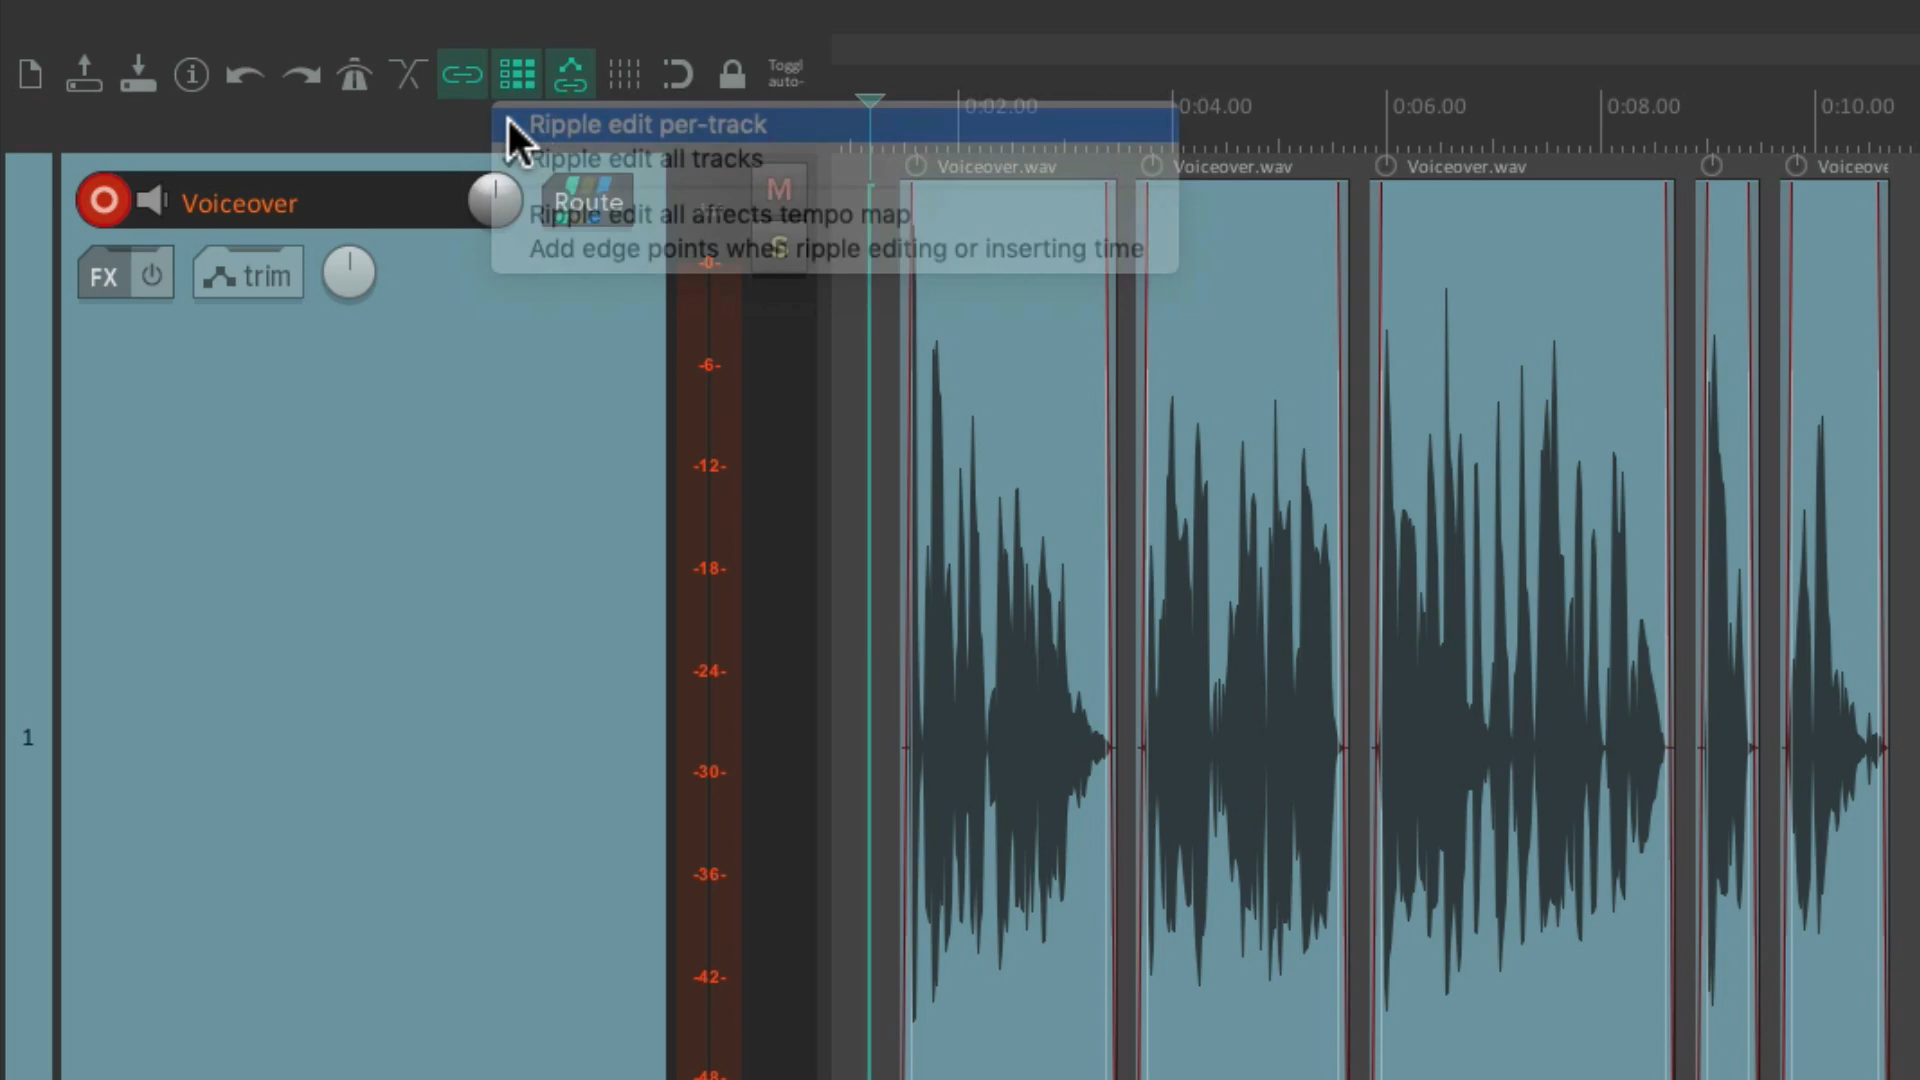 Toggl
auto-
0:02.00
0:04.00
0:06.00
0:08.00
0:10.00
Ripple edit per-track
Ripple edit all tracks
Ripple edit all affects tempo map
Add edge points when ripple editing or inserting time
Voiceover.wav
Voiceover.wav
Voiceover.wav
Voiceove
Voiceover
Route
M
S
FX
trim
-0-
-6-
-12-
-18-
-24-
-30-
-36-
-42-
-48-
1